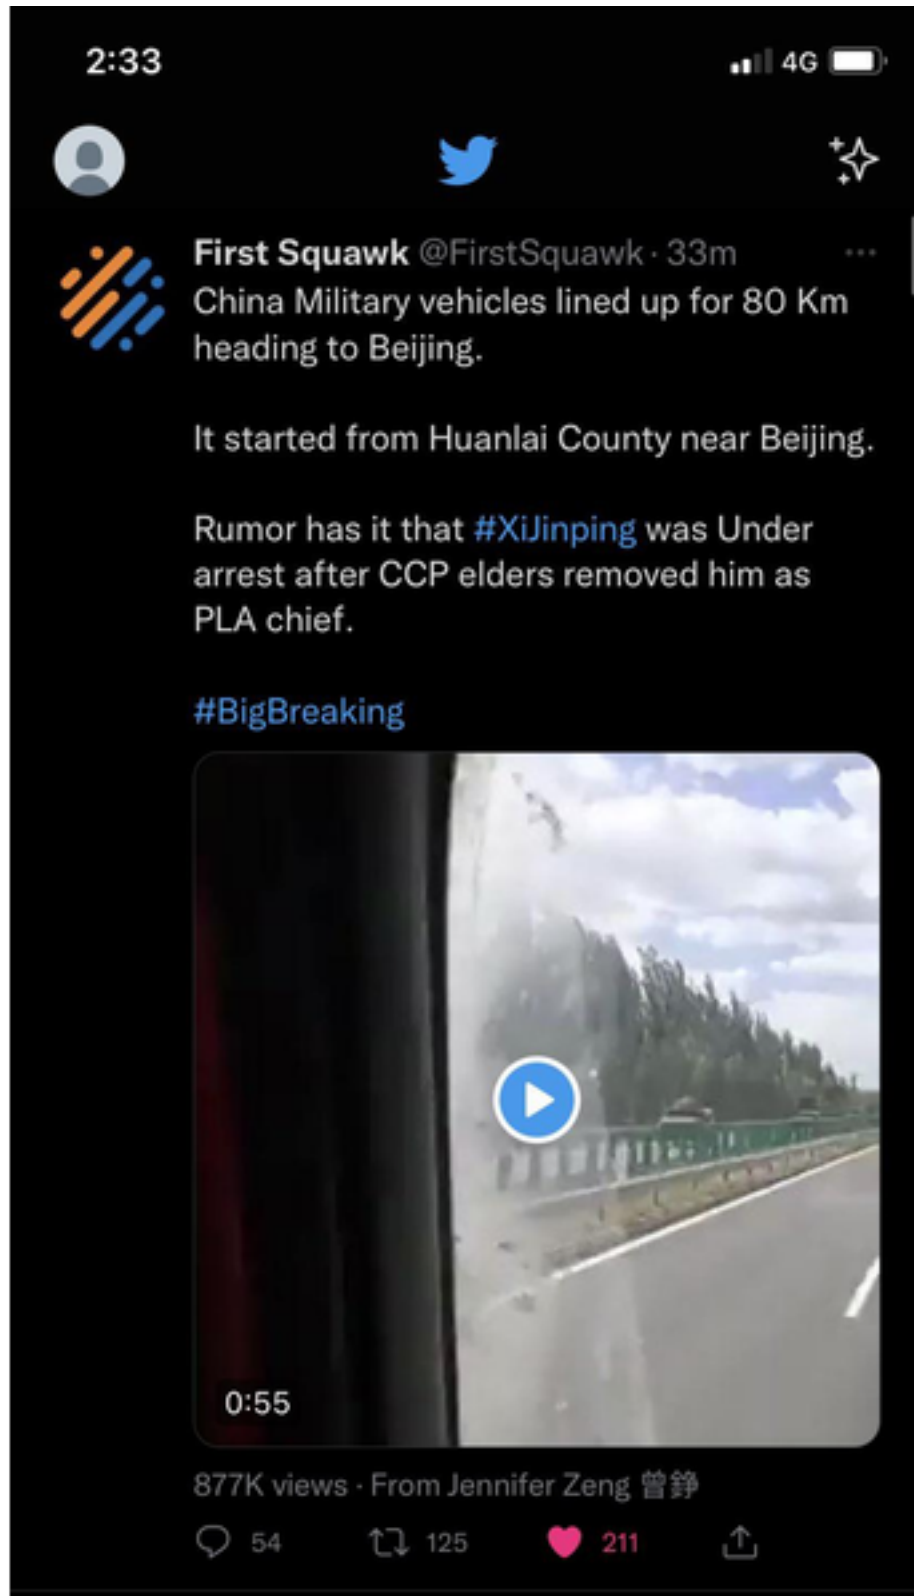 2:33
4G
First Squawk @FirstSquawk · 33m
China Military vehicles lined up for 80 Km
heading to Beijing.
It started from Huanlai County near Beijing.
Rumor has it that #XiJinping was Under
arrest after CCP elders removed him as
PLA chief.
#BigBreaking
0:55
877K views · From Jennifer Zeng 曾錚
54 125 211